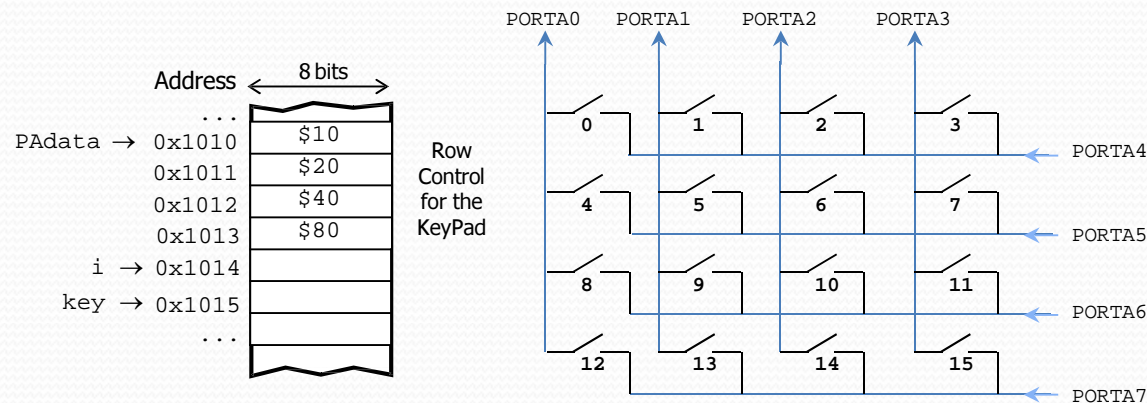 PORTA0 PORTA1 PORTA2 PORTA3
Address 8 bits
...
PAdata → 0x1010 $10
0x1011 $20
0x1012 $40
0x1013 $80
i → 0x1014
key → 0x1015
...
Row
Control
for the
KeyPad
0 1 2 3
PORTA4
4 5 6 7
PORTA5
8 9 10 11
PORTA6
12 13 14 15
PORTA7